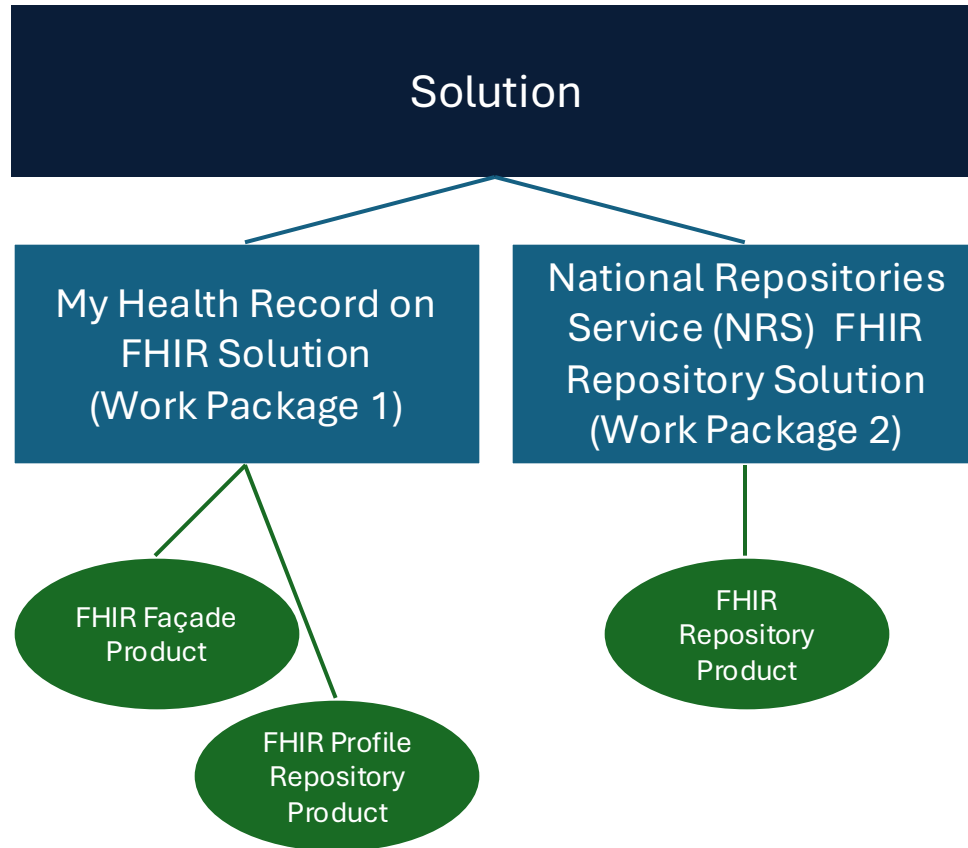 Solution
My Health Record on
FHIR Solution
(Work Package 1)
National Repositories
Service (NRS) FHIR
Repository Solution
(Work Package 2)
FHIR Façade
Product
FHIR Profile
Repository
Product
FHIR
Repository
Product